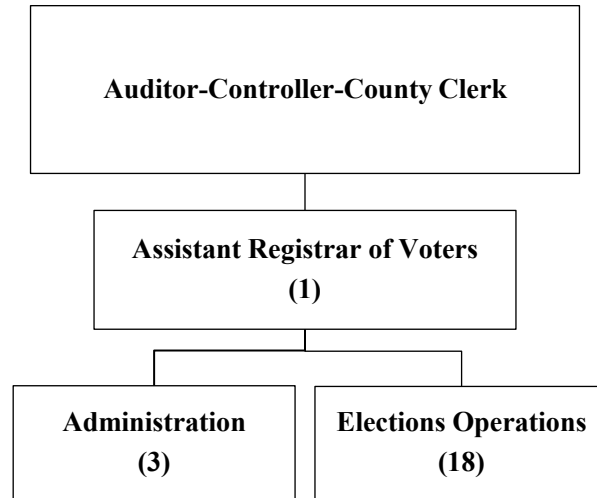 Auditor-Controller-County Clerk
Assistant Registrar of Voters
(1)
Administration
(3)
Elections Operations
(18)